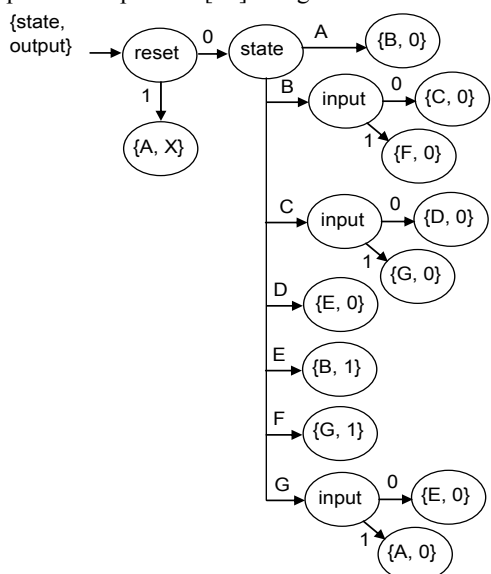 {state,
output}
reset
0
state
A
{B, 0}
1
{A, X}
B
input
0
{C, 0}
1
{F, 0}
C
input
0
{D, 0}
1
{G, 0}
D
{E, 0}
E
{B, 1}
F
{G, 1}
G
input
0
{E, 0}
1
{A, 0}